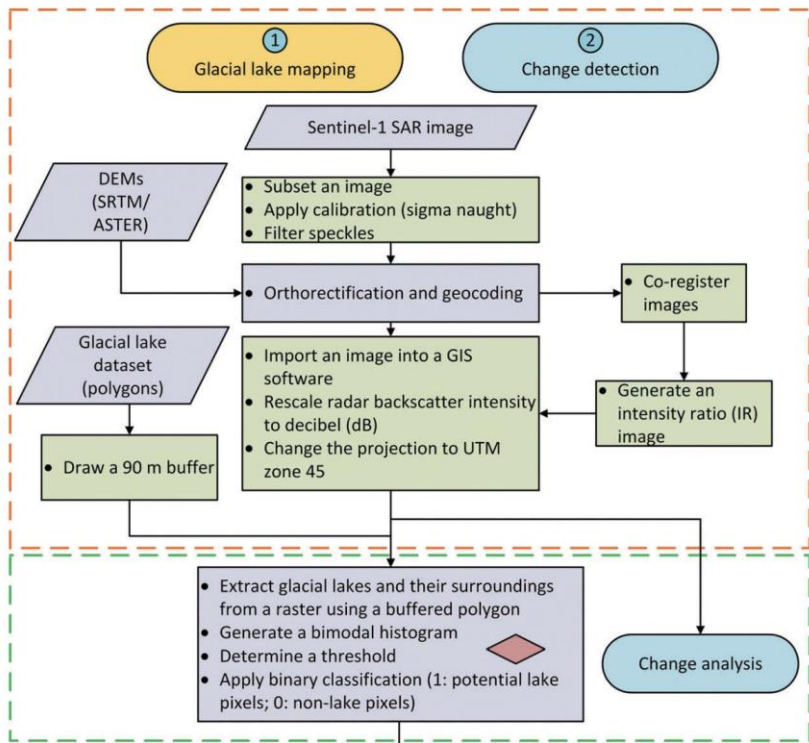 1
Glacial lake mapping
2
Change detection
Sentinel-1 SAR image
DEMs
(SRTM/
ASTER)
• Subset an image
• Apply calibration (sigma naught)
• Filter speckles
• Orthorectification and geocoding
• Co-register
images
Glacial lake
dataset
(polygons)
• Import an image into a GIS
software
• Rescale radar backscatter intensity
to decibel (dB)
• Change the projection to UTM
zone 45
• Generate an
intensity ratio (IR)
image
• Draw a 90 m buffer
• Extract glacial lakes and their surroundings
from a raster using a buffered polygon
• Generate a bimodal histogram
• Determine a threshold
• Apply binary classification (1: potential lake
pixels; 0: non-lake pixels)
Change analysis